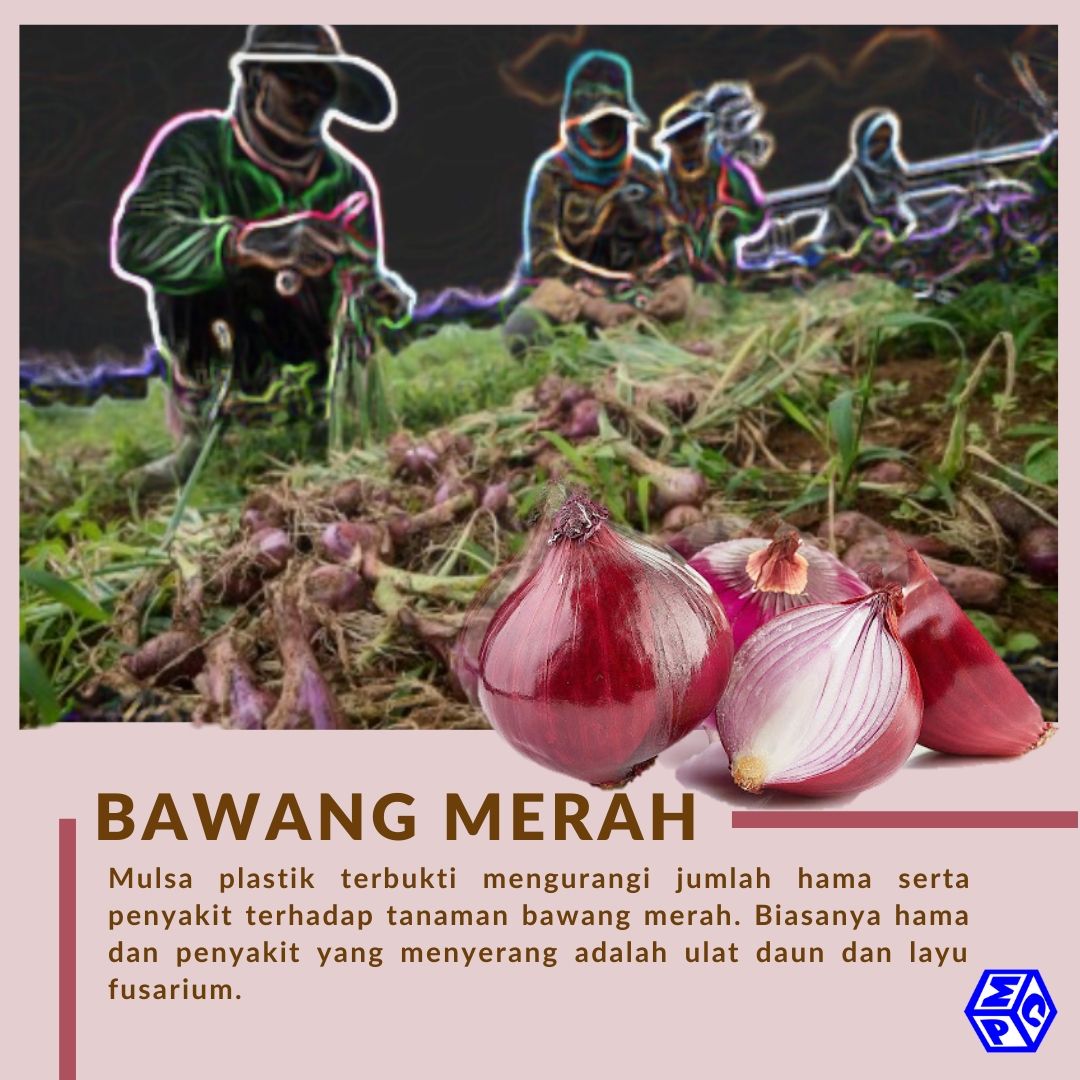 BAWANG MERAH
Mulsa plastik terbukti mengurangi jumlah hama serta
penyakit terhadap tanaman bawang merah. Biasanya hama
dan penyakit yang menyerang adalah ulat daun dan layu
fusarium.
M
P C